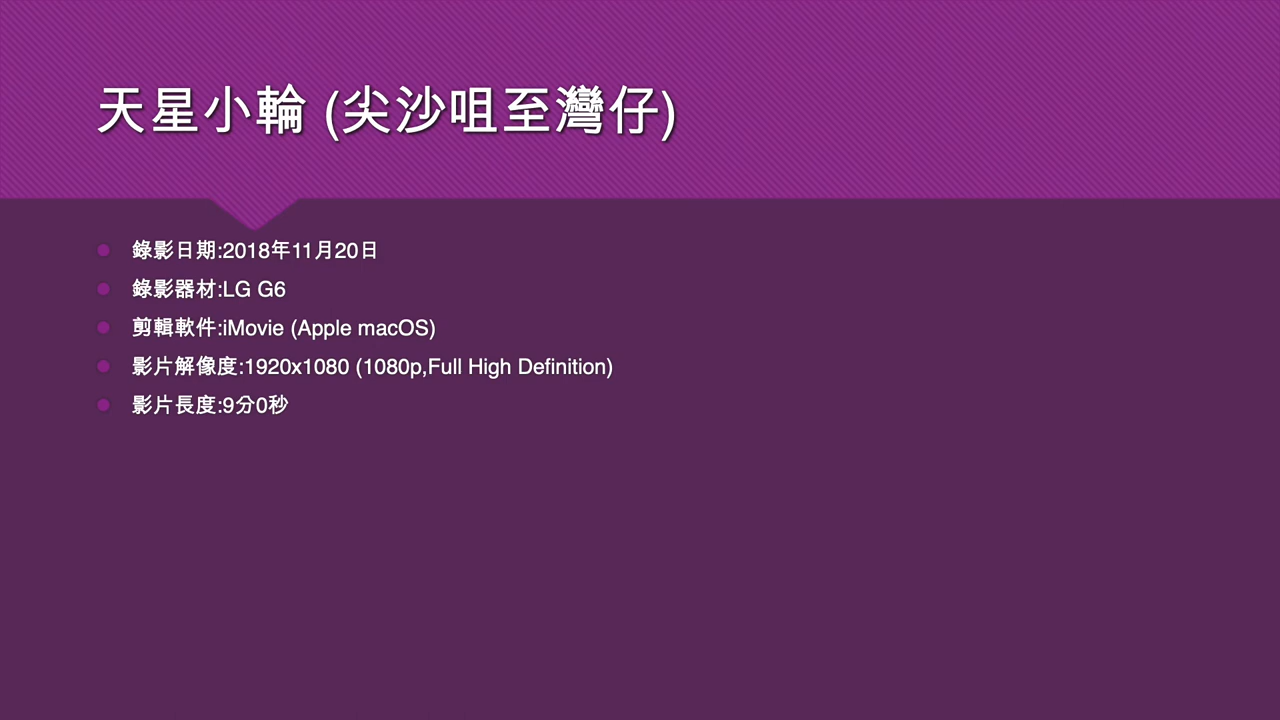 天星小輪 (尖沙咀至灣仔)
錄影日期:2018年11月20日
錄影器材:LG G6
剪輯軟件:iMovie (Apple macOS)
影片解像度:1920x1080 (1080p,Full High Definition)
影片長度:9分0秒